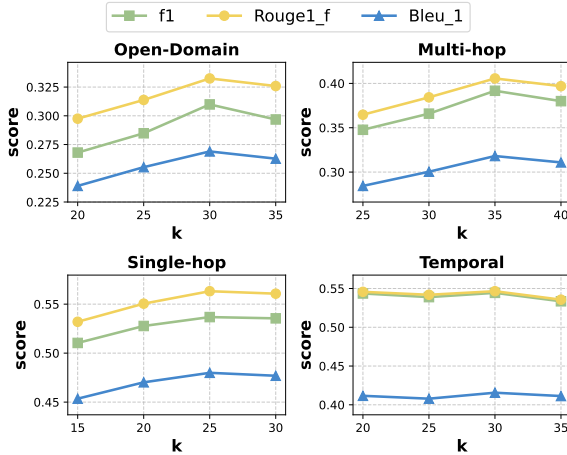 f1 Rouge1_f Bleu_1
Open-Domain
score
0.325
0.300
0.275
0.250
0.225
20 25 30 35
k
Multi-hop
score
0.40
0.35
0.30
25 30 35 40
k
Single-hop
score
0.55
0.50
0.45
15 20 25 30
k
Temporal
score
0.55
0.50
0.45
0.40
20 25 30 35
k